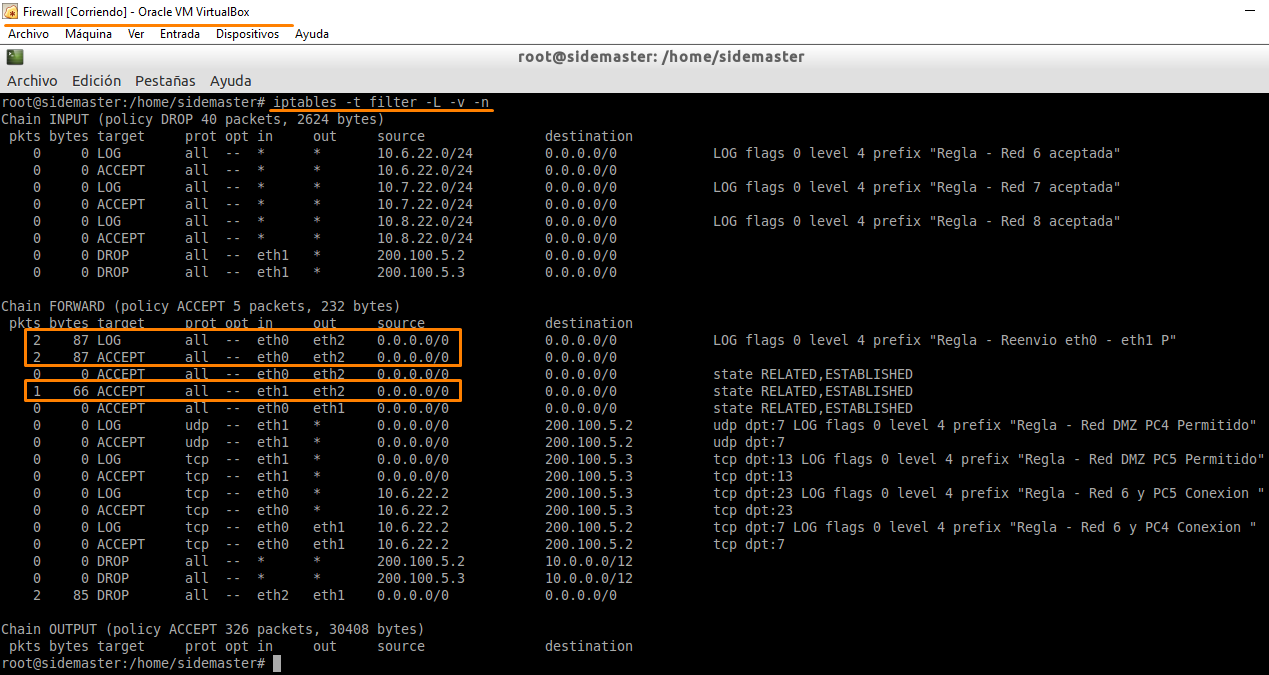 Firewall [Corriendo] - Oracle VM VirtualBox
Archivo Máquina Ver Entrada Dispositivos Ayuda
root@sidemaster: /home/sidemaster
Archivo Edición Pestañas Ayuda
root@sidemaster:/home/sidemaster# iptables -t filter -L -v -n
Chain INPUT (policy DROP 40 packets, 2624 bytes)
pkts bytes target prot opt in out source destination
0 0 LOG all -- * * 10.6.22.0/24 0.0.0.0/0 LOG flags 0 level 4 prefix "Regla - Red 6 aceptada"
0 0 ACCEPT all -- * * 10.6.22.0/24 0.0.0.0/0
0 0 LOG all -- * * 10.7.22.0/24 0.0.0.0/0 LOG flags 0 level 4 prefix "Regla - Red 7 aceptada"
0 0 ACCEPT all -- * * 10.7.22.0/24 0.0.0.0/0
0 0 LOG all -- * * 10.8.22.0/24 0.0.0.0/0 LOG flags 0 level 4 prefix "Regla - Red 8 aceptada"
0 0 ACCEPT all -- * * 10.8.22.0/24 0.0.0.0/0
0 0 DROP all -- eth1 * 200.100.5.2 0.0.0.0/0
0 0 DROP all -- eth1 * 200.100.5.3 0.0.0.0/0
Chain FORWARD (policy ACCEPT 5 packets, 232 bytes)
pkts bytes target prot opt in out source destination
2 87 LOG all -- eth0 eth2 0.0.0.0/0 0.0.0.0/0 LOG flags 0 level 4 prefix "Regla - Reenvio eth0 - eth1 P"
2 87 ACCEPT all -- eth0 eth2 0.0.0.0/0 0.0.0.0/0
0 0 ACCEPT all -- eth0 eth2 0.0.0.0/0 0.0.0.0/0 state RELATED,ESTABLISHED
1 66 ACCEPT all -- eth1 eth2 0.0.0.0/0 0.0.0.0/0 state RELATED,ESTABLISHED
0 0 ACCEPT all -- eth0 eth1 0.0.0.0/0 0.0.0.0/0 state RELATED,ESTABLISHED
0 0 LOG udp -- eth1 * 0.0.0.0/0 200.100.5.2 udp dpt:7 LOG flags 0 level 4 prefix "Regla - Red DMZ PC4 Permitido"
0 0 ACCEPT udp -- eth1 * 0.0.0.0/0 200.100.5.2 udp dpt:7
0 0 LOG tcp -- eth1 * 0.0.0.0/0 200.100.5.3 tcp dpt:13 LOG flags 0 level 4 prefix "Regla - Red DMZ PC5 Permitido"
0 0 ACCEPT tcp -- eth1 * 0.0.0.0/0 200.100.5.3 tcp dpt:13
0 0 LOG tcp -- eth0 * 10.6.22.2 200.100.5.3 tcp dpt:23 LOG flags 0 level 4 prefix "Regla - Red 6 y PC5 Conexion "
0 0 ACCEPT tcp -- eth0 * 10.6.22.2 200.100.5.3 tcp dpt:23
0 0 LOG tcp -- eth0 eth1 10.6.22.2 200.100.5.2 tcp dpt:7 LOG flags 0 level 4 prefix "Regla - Red 6 y PC4 Conexion "
0 0 ACCEPT tcp -- eth0 eth1 10.6.22.2 200.100.5.2 tcp dpt:7
0 0 DROP all -- * * 200.100.5.2 10.0.0.0/12
0 0 DROP all -- * * 200.100.5.3 10.0.0.0/12
2 85 DROP all -- eth2 eth1 0.0.0.0/0 0.0.0.0/0
Chain OUTPUT (policy ACCEPT 326 packets, 30408 bytes)
pkts bytes target prot opt in out source destination
root@sidemaster:/home/sidemaster#